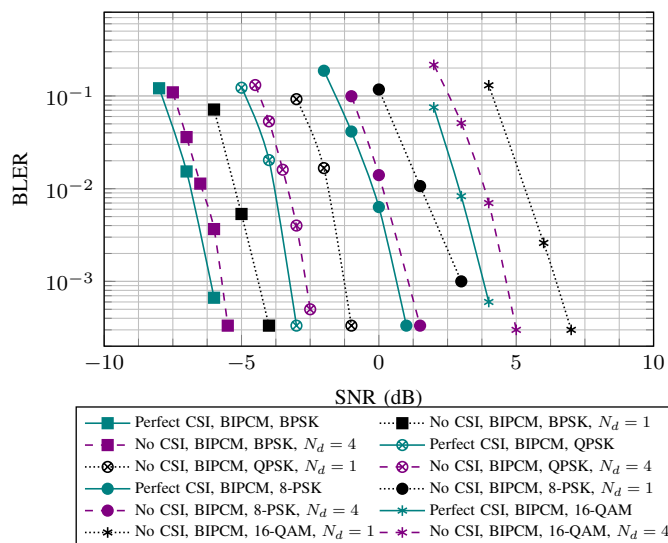 10⁻¹
10⁻²
10⁻³
BLER
−10
−5
0
5
10
SNR (dB)
Perfect CSI, BIPCM, BPSK
No CSI, BIPCM, BPSK, N_d = 1
No CSI, BIPCM, BPSK, N_d = 4
Perfect CSI, BIPCM, QPSK
No CSI, BIPCM, QPSK, N_d = 1
No CSI, BIPCM, QPSK, N_d = 4
Perfect CSI, BIPCM, 8-PSK
No CSI, BIPCM, 8-PSK, N_d = 1
No CSI, BIPCM, 8-PSK, N_d = 4
Perfect CSI, BIPCM, 16-QAM
No CSI, BIPCM, 16-QAM, N_d = 1
No CSI, BIPCM, 16-QAM, N_d = 4